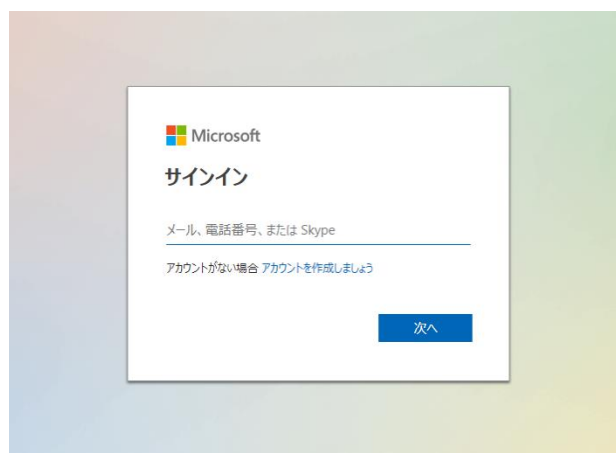 Microsoft
サインイン
メール、電話番号、または Skype
アカウントがない場合 アカウントを作成しましょう
次へ